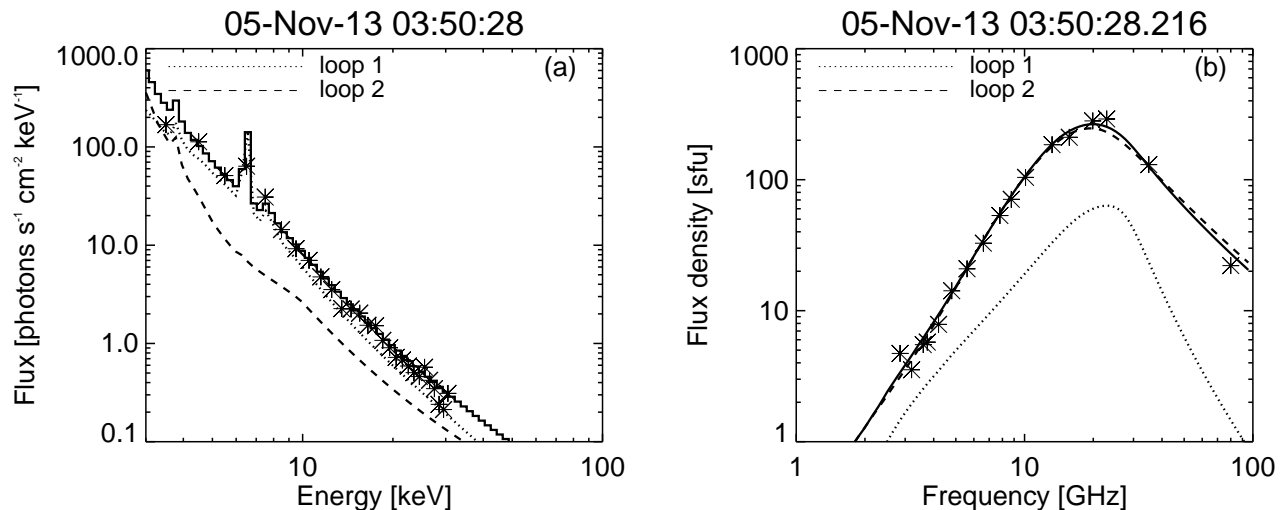 05-Nov-13 03:50:28
(a)
loop 1
loop 2
1000.0
100.0
10.0
1.0
0.1
10
100
Energy [keV]
Flux [photons s⁻¹ cm⁻² keV⁻¹]
05-Nov-13 03:50:28.216
(b)
loop 1
loop 2
1000
100
10
1
1
10
100
Frequency [GHz]
Flux density [sfu]